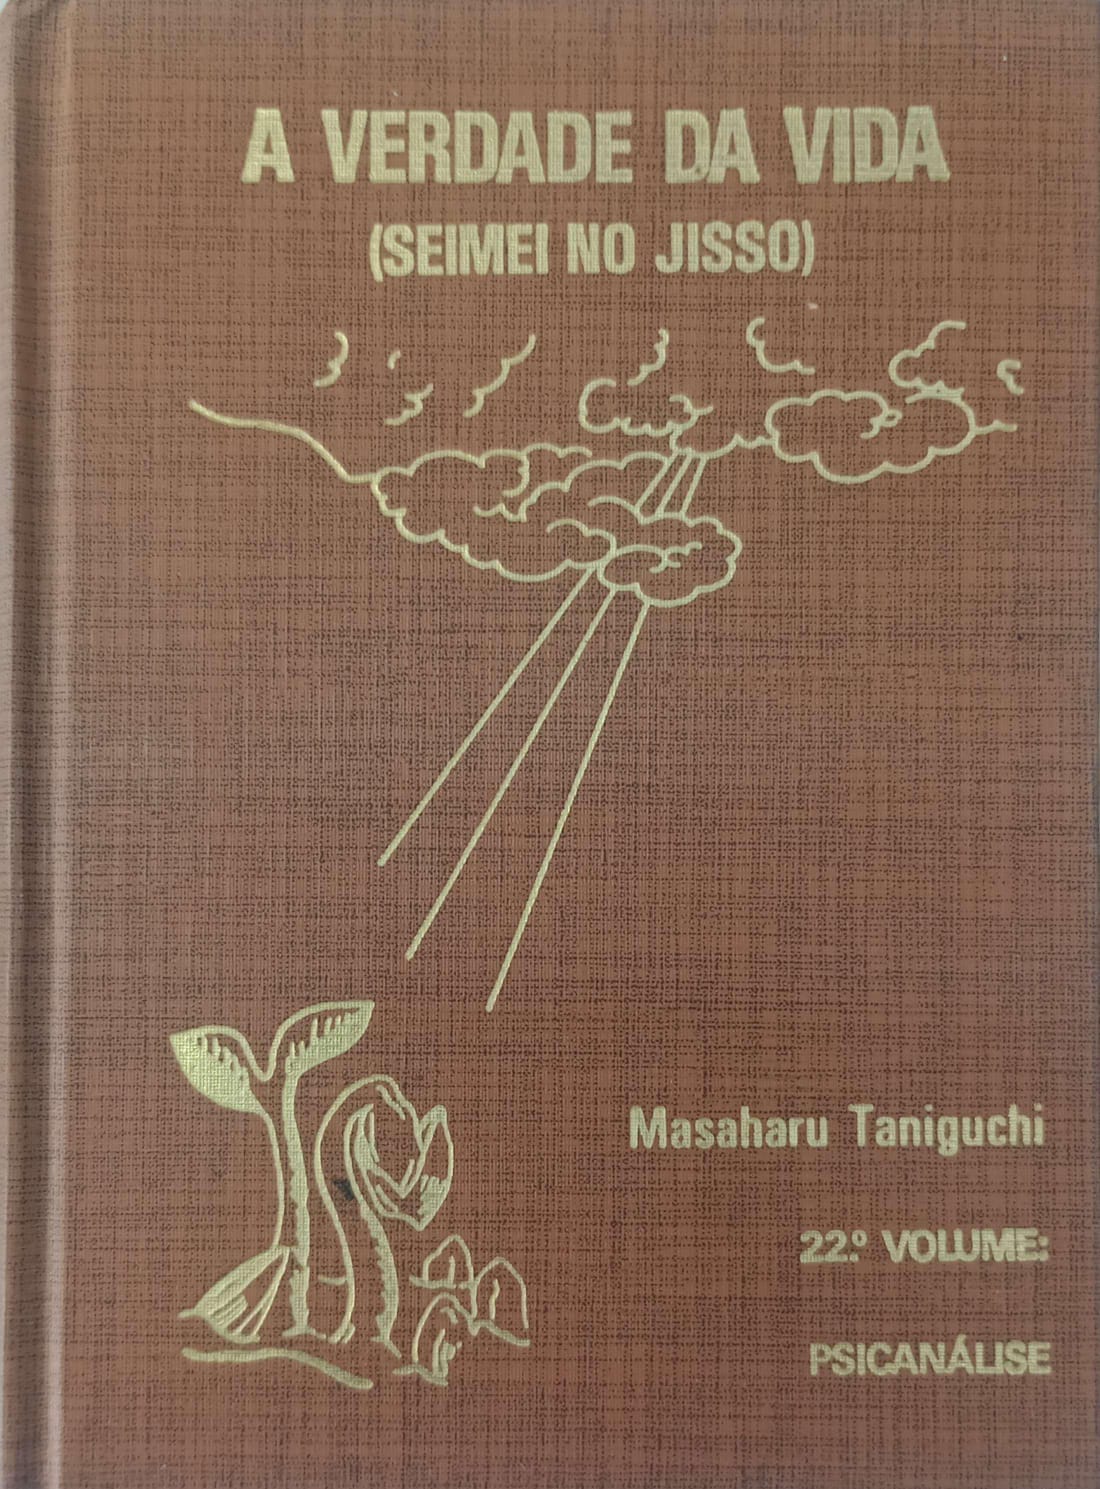 A VERDADE DA VIDA
(SEIMEI NO JISSO)
Masaharu Taniguchi
22.º VOLUME:
PSICANÁLISE